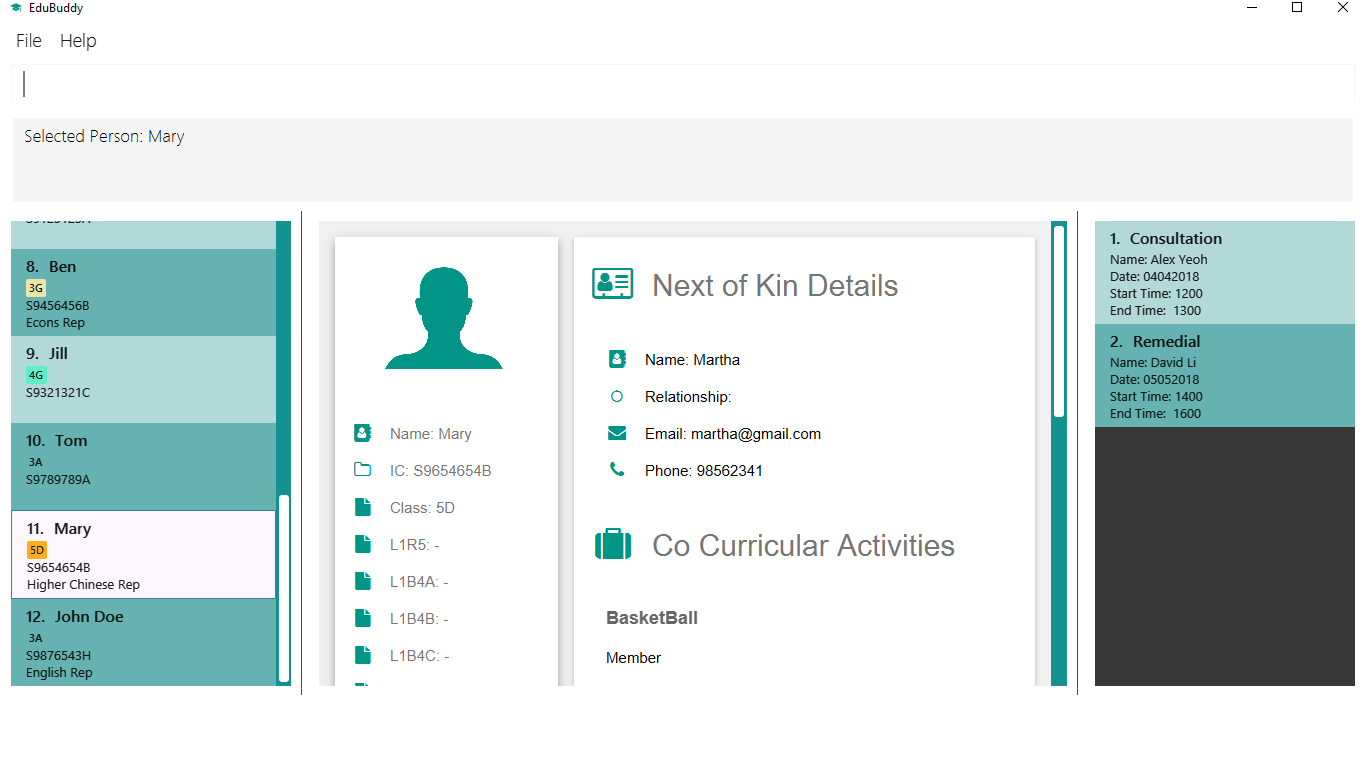 EduBuddy
File Help
Selected Person: Mary
8. Ben
3G
S9456456B
Econs Rep
9. Jill
4G
S9321321C
10. Tom
3A
S9789789A
11. Mary
5D
S9654654B
Higher Chinese Rep
12. John Doe
3A
S9876543H
English Rep
Name: Mary
IC: S9654654B
Class: 5D
L1R5: -
L1B4A: -
L1B4B: -
L1B4C: -
Next of Kin Details
Name: Martha
Relationship:
Email: martha@gmail.com
Phone: 98562341
Co Curricular Activities
BasketBall
Member
1. Consultation
Name: Alex Yeoh
Date: 04042018
Start Time: 1200
End Time: 1300
2. Remedial
Name: David Li
Date: 05052018
Start Time: 1400
End Time: 1600